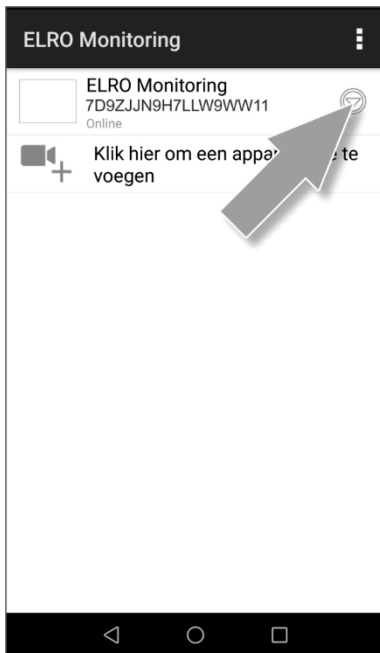 ELRO Monitoring
ELRO Monitoring
7D9ZJJN9H7LLW9WW11
Online
Klik hier om een te
voegen